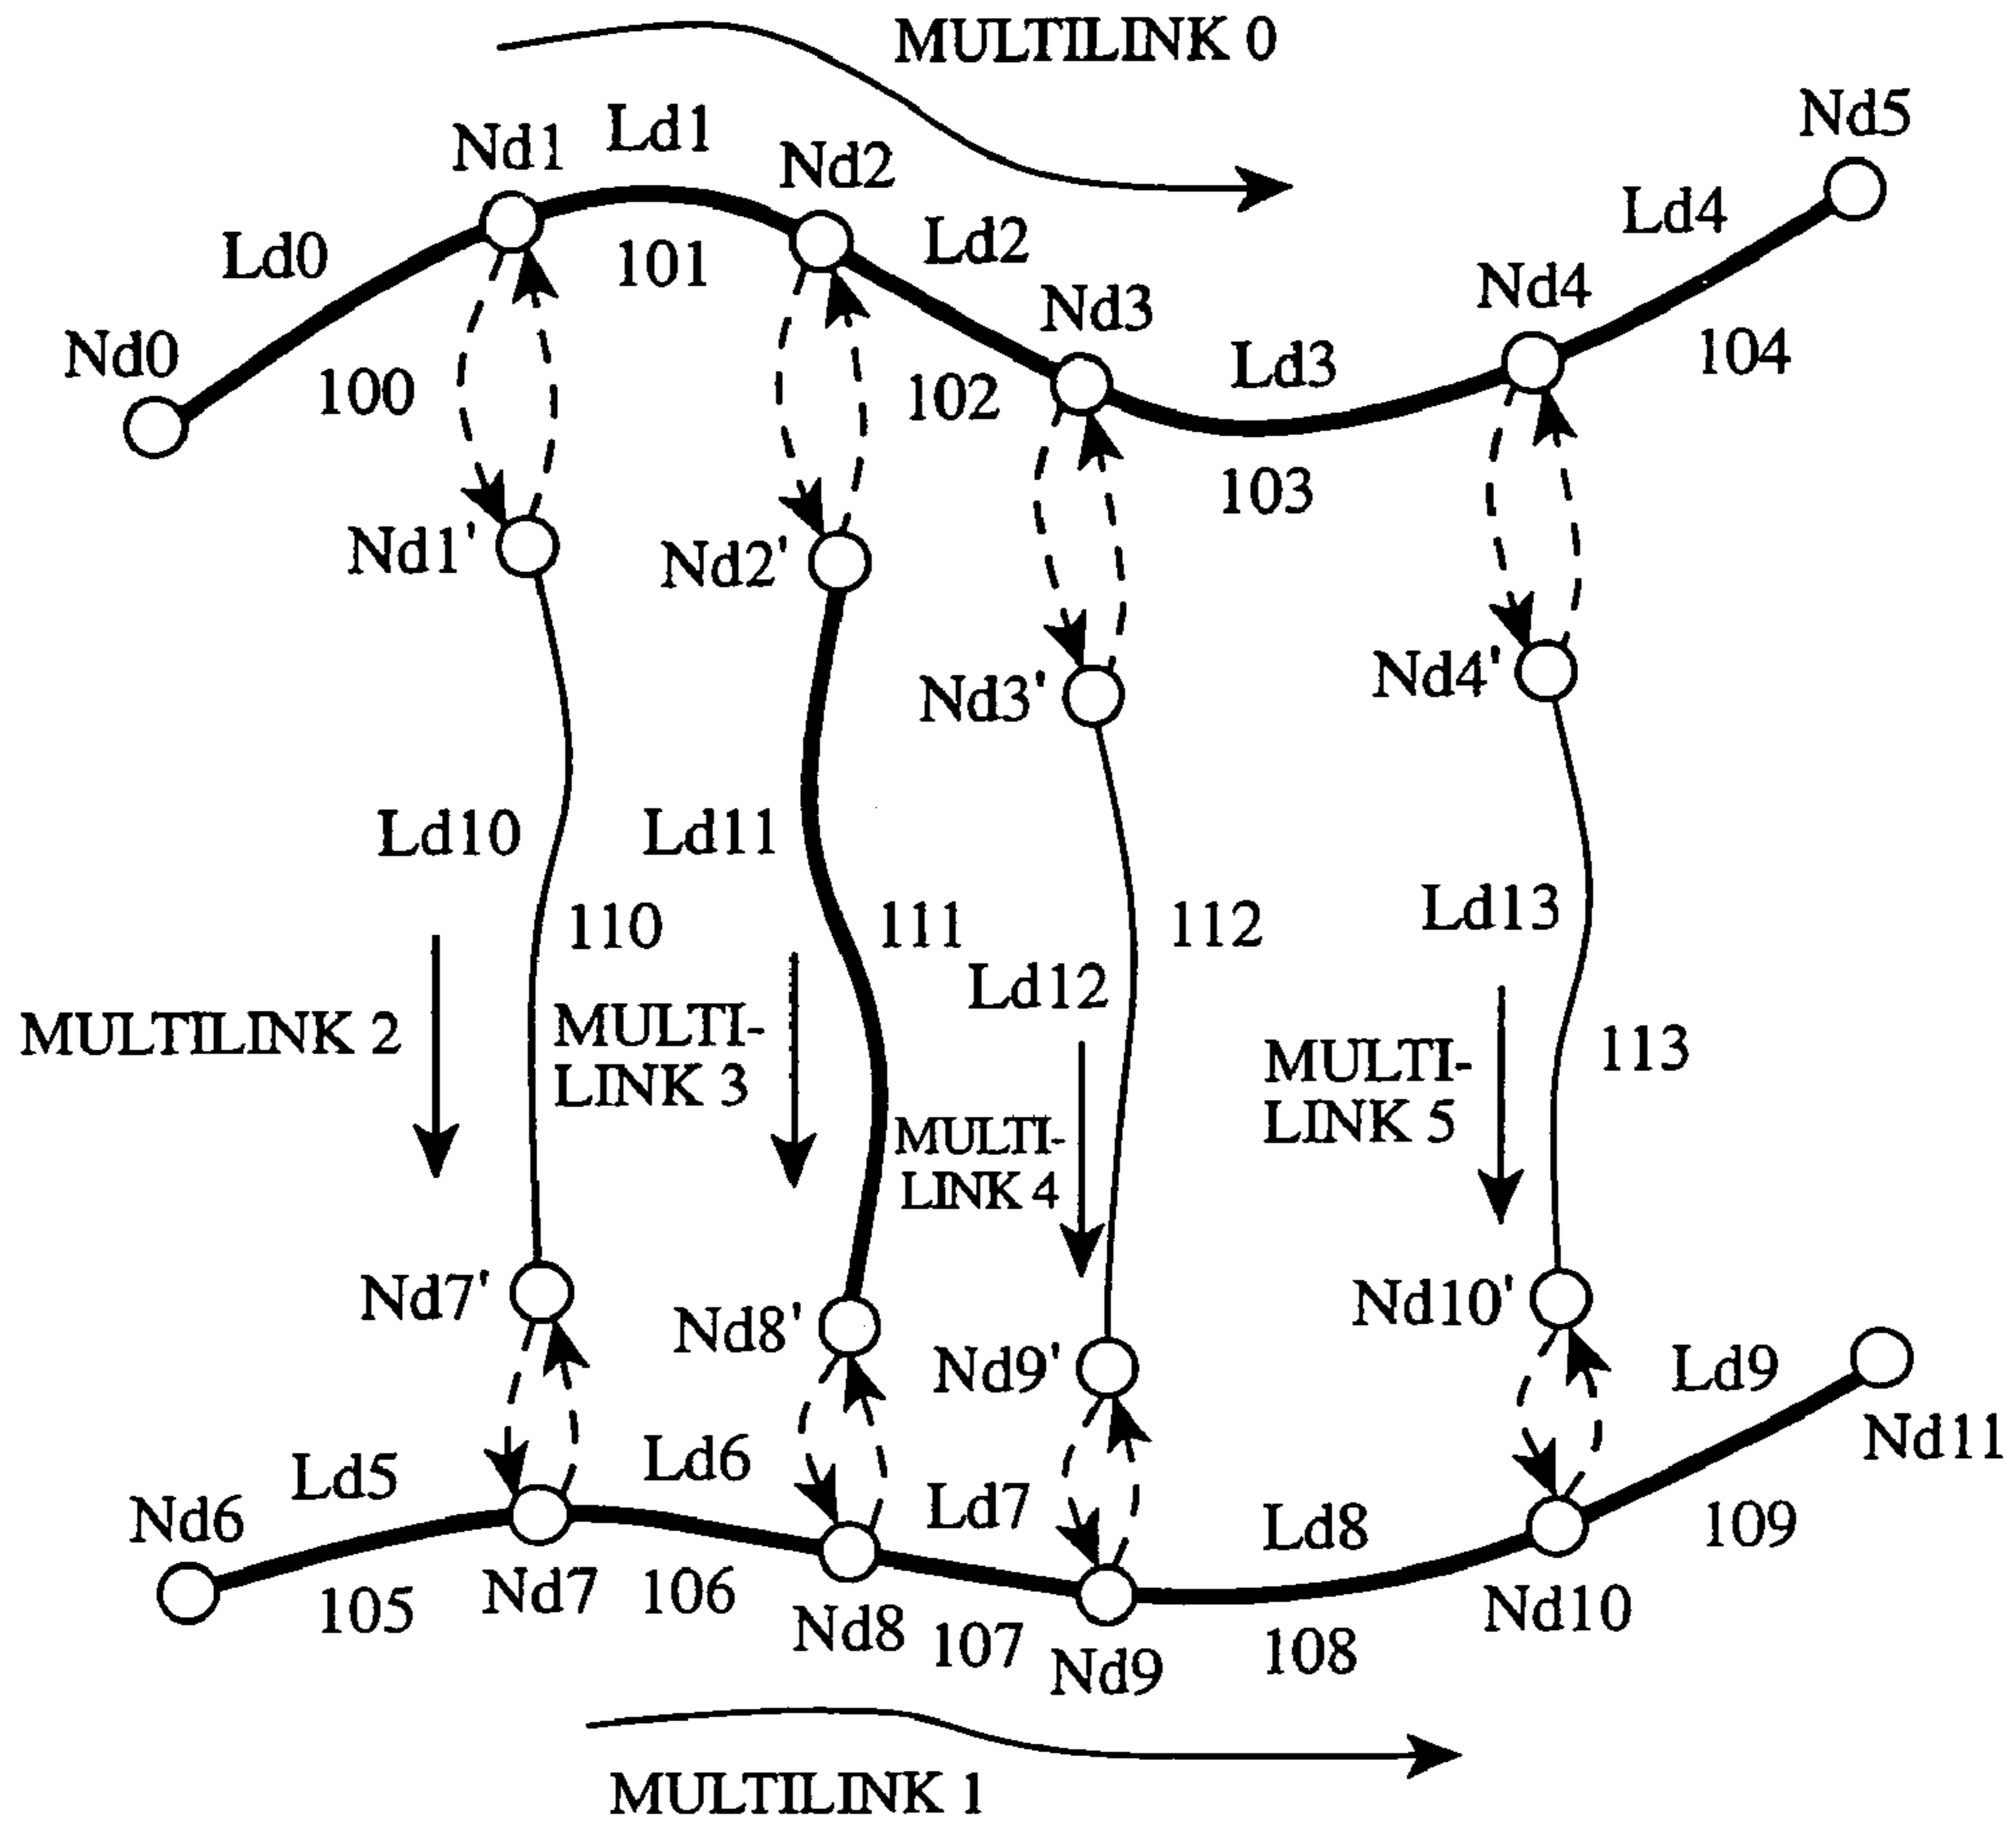 MULTILINK 0
Nd5
Ld1
Nd1
Nd2
Ld4
Ld2
Ld0
101
Nd4
Nd3
Nd0
104
Ld3
100
102
103
Nd1'
Nd2'
Nd4'
Nd3'
Ld10
Ld11
Ld13
110
111
112
Ld12
MULTILINK 2
MULTI-
LINK 3
113
MULTI-
LINK 5
MULTI-
LINK 4
Nd7'
Nd8'
Nd10'
Nd9'
Ld9
Nd11
Ld6
Ld5
Ld7
Nd6
Ld8
109
Nd7
106
105
Nd10
Nd8
107
108
Nd9
MULTILINK 1